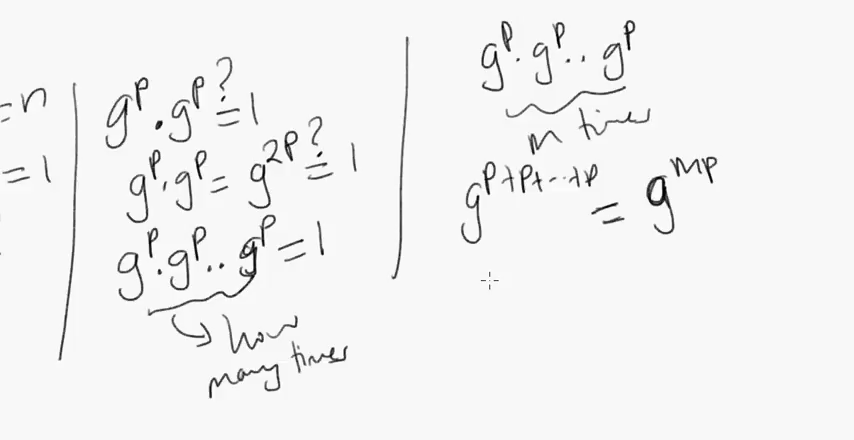 =n
=1
g^p · g^p ?= 1
g^p · g^p = g^2p ?= 1
g^p · g^p .. g^p = 1
how
many times
g^p · g^p .. g^p
m times
g^p+p+...+p = g^mp